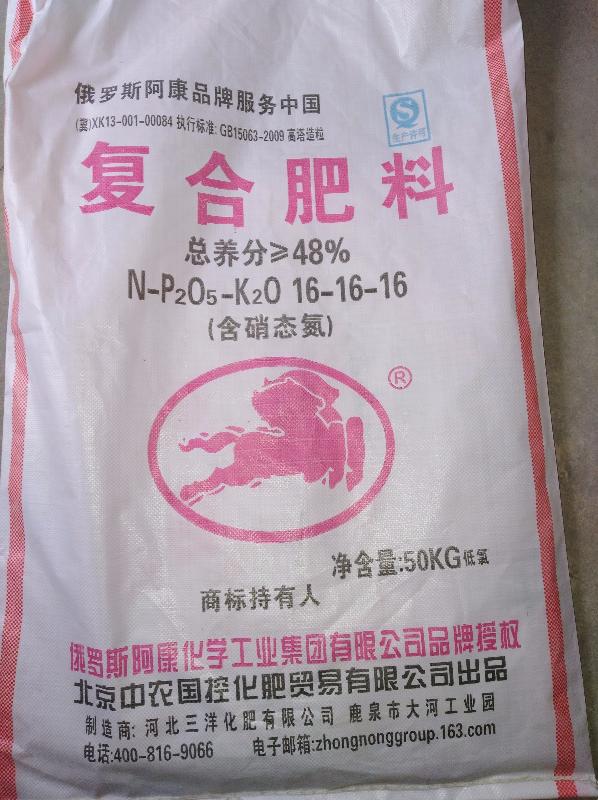 俄罗斯阿康品牌服务中国
(冀)XK13-001-00084 执行标准: GB15063-2009 高塔造粒
S
生产许可
复合肥料
总养分≥48%
N-P₂O₅-K₂O 16-16-16
(含硝态氮)
®
净含量:50KG低氯
商标持有人
俄罗斯阿康化学工业集团有限公司品牌授权
北京中农国控化肥贸易有限公司出品
制造商: 河北三洋化肥有限公司 鹿泉市大河工业园
电话:400-816-9066 电子邮箱:zhongnonggroup.163.com